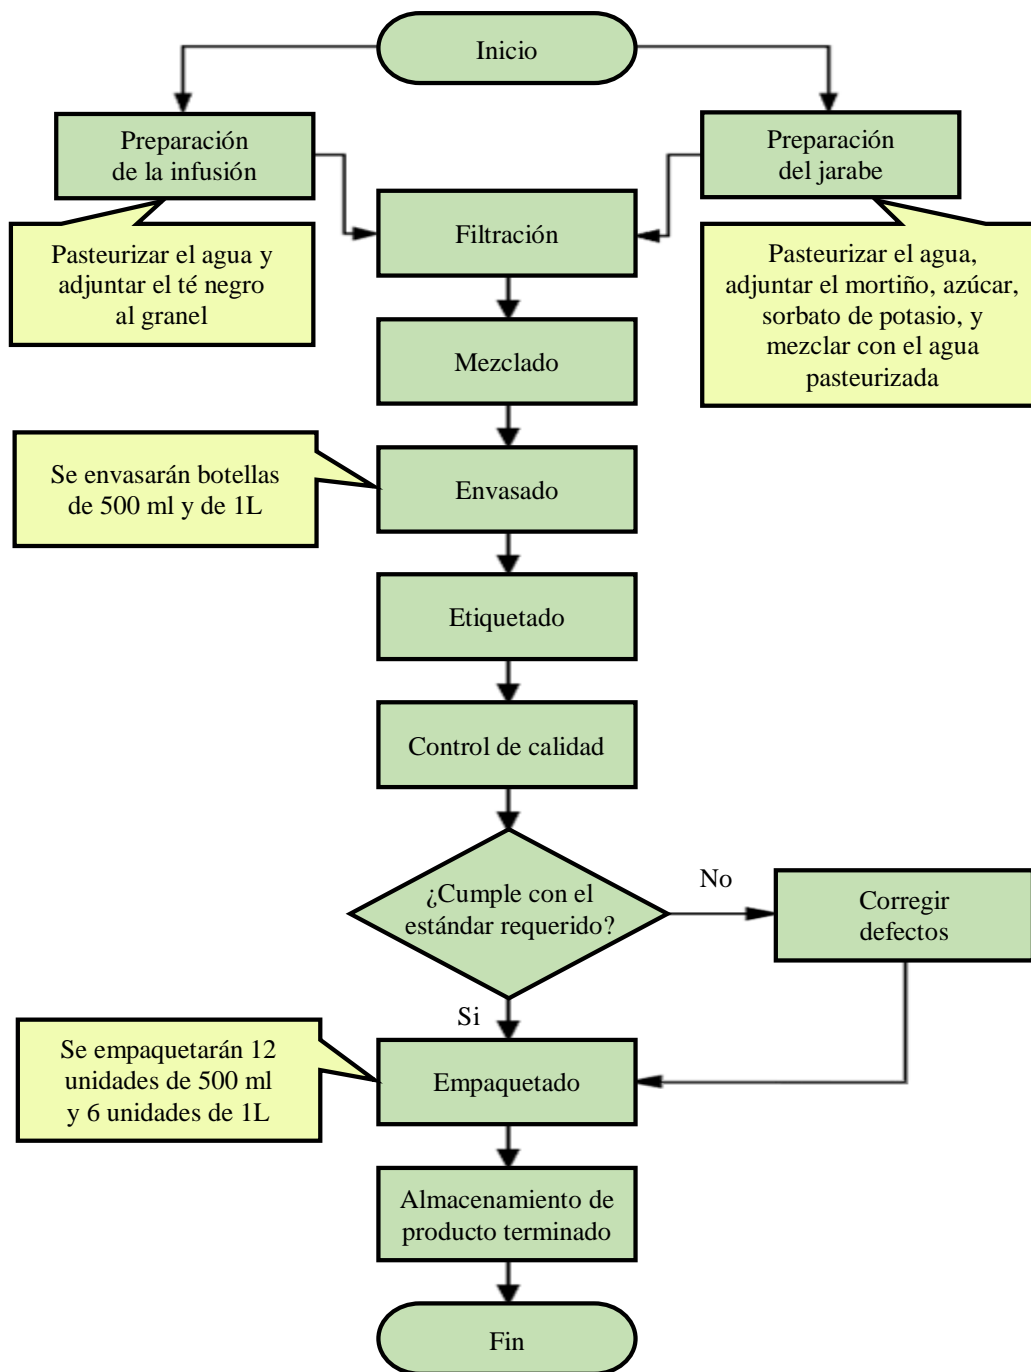 Inicio
Preparación
de la infusión
Preparación
del jarabe
Pasteurizar el agua y
adjuntar el té negro
al granel
Filtración
Pasteurizar el agua,
adjuntar el mortiño, azúcar,
sorbato de potasio, y
mezclar con el agua
pasteurizada
Mezclado
Se envasarán botellas
de 500 ml y de 1L
Envasado
Etiquetado
Control de calidad
¿Cumple con el
estándar requerido?
No
Corregir
defectos
Si
Se empaquetarán 12
unidades de 500 ml
y 6 unidades de 1L
Empaquetado
Almacenamiento de
producto terminado
Fin